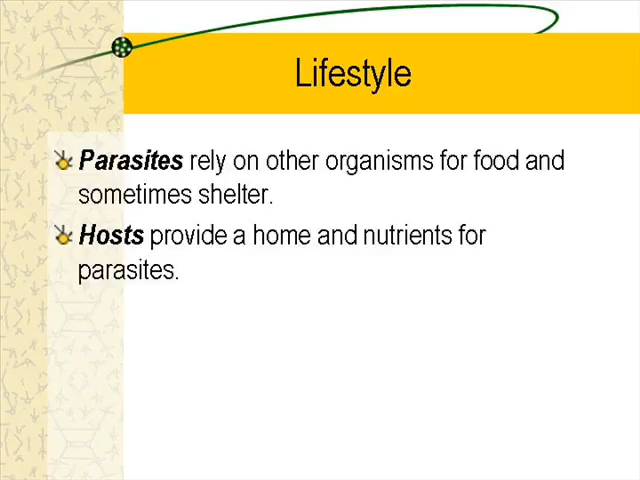 Lifestyle
Parasites rely on other organisms for food and
sometimes shelter.
Hosts provide a home and nutrients for
parasites.